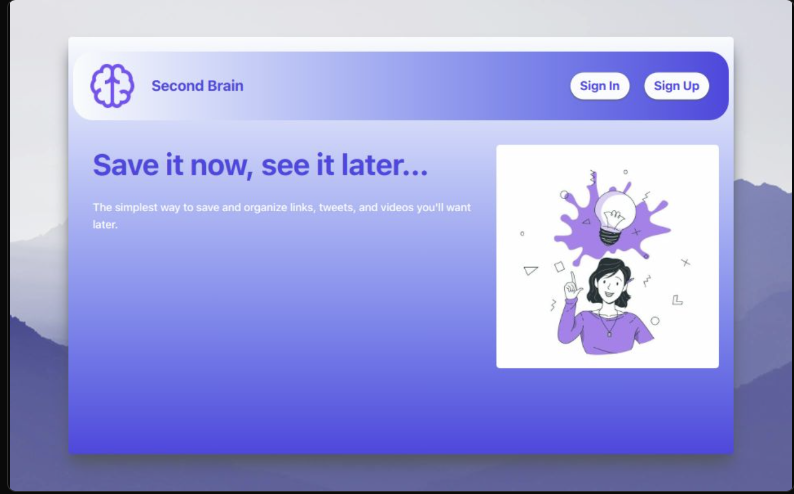 Second Brain
Sign In
Sign Up
Save it now, see it later...
The simplest way to save and organize links, tweets, and videos you'll want
later.